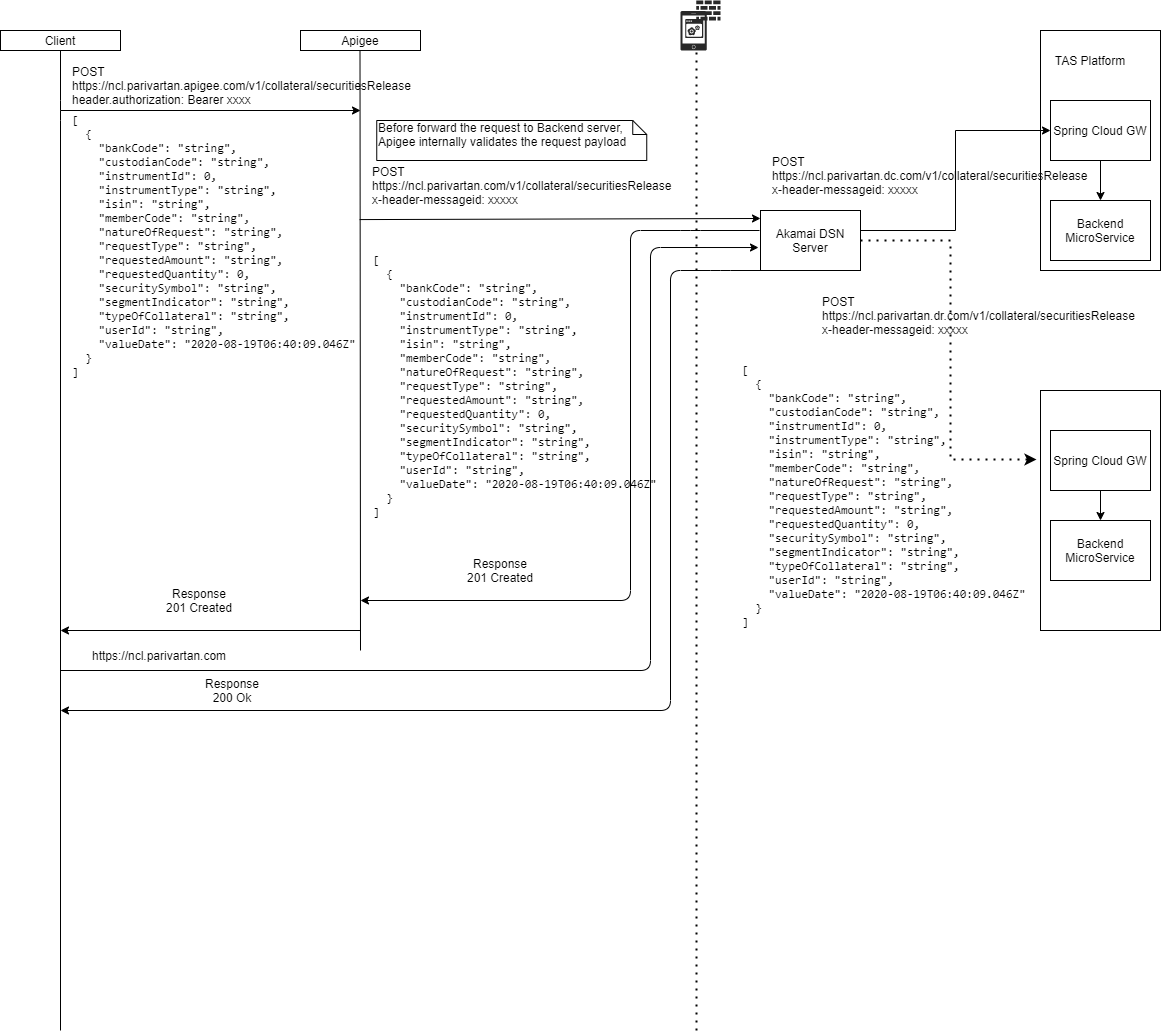 Client
Apigee
POST
https://ncl.parivartan.apigee.com/v1/collateral/securitiesRelease
header.authorization: Bearer xxxx
[
  {
    "bankCode": "string",
    "custodianCode": "string",
    "instrumentId": 0,
    "instrumentType": "string",
    "isin": "string",
    "memberCode": "string",
    "natureOfRequest": "string",
    "requestType": "string",
    "requestedAmount": "string",
    "requestedQuantity": 0,
    "securitySymbol": "string",
    "segmentIndicator": "string",
    "typeOfCollateral": "string",
    "userId": "string",
    "valueDate": "2020-08-19T06:40:09.046Z"
  }
]
Before forward the request to Backend server,
Apigee internally validates the request payload
POST
https://ncl.parivartan.com/v1/collateral/securitiesRelease
x-header-messageid: xxxxx
[
  {
    "bankCode": "string",
    "custodianCode": "string",
    "instrumentId": 0,
    "instrumentType": "string",
    "isin": "string",
    "memberCode": "string",
    "natureOfRequest": "string",
    "requestType": "string",
    "requestedAmount": "string",
    "requestedQuantity": 0,
    "securitySymbol": "string",
    "segmentIndicator": "string",
    "typeOfCollateral": "string",
    "userId": "string",
    "valueDate": "2020-08-19T06:40:09.046Z"
  }
]
Response
201 Created
Response
201 Created
https://ncl.parivartan.com
Response
200 Ok
Akamai DSN
Server
POST
https://ncl.parivartan.dc.com/v1/collateral/securitiesRelease
x-header-messageid: xxxxx
TAS Platform
Spring Cloud GW
Backend
MicroService
POST
https://ncl.parivartan.dr.com/v1/collateral/securitiesRelease
x-header-messageid: xxxxx
[
  {
    "bankCode": "string",
    "custodianCode": "string",
    "instrumentId": 0,
    "instrumentType": "string",
    "isin": "string",
    "memberCode": "string",
    "natureOfRequest": "string",
    "requestType": "string",
    "requestedAmount": "string",
    "requestedQuantity": 0,
    "securitySymbol": "string",
    "segmentIndicator": "string",
    "typeOfCollateral": "string",
    "userId": "string",
    "valueDate": "2020-08-19T06:40:09.046Z"
  }
]
Spring Cloud GW
Backend
MicroService